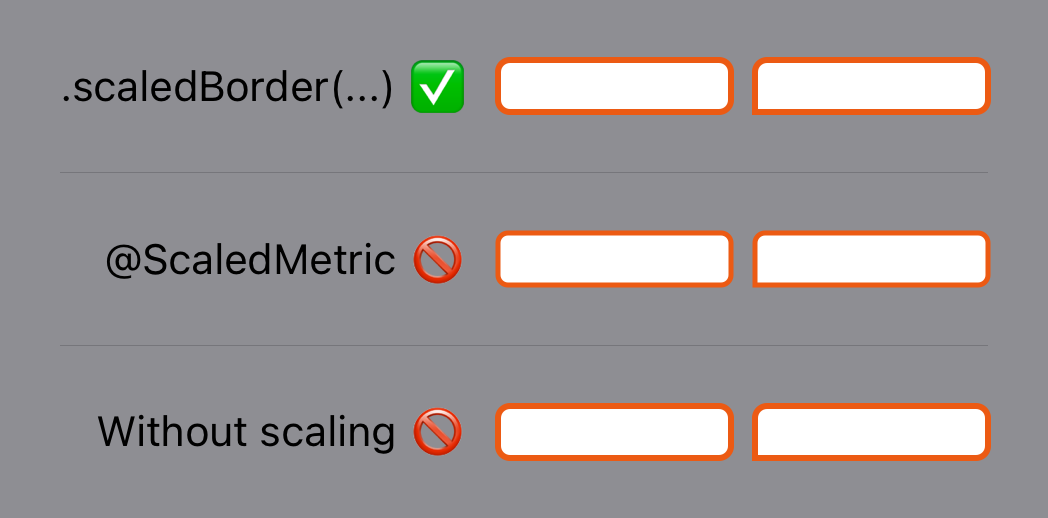 .scaledBorder(...) ✅
@ScaledMetric 🚫
Without scaling 🚫